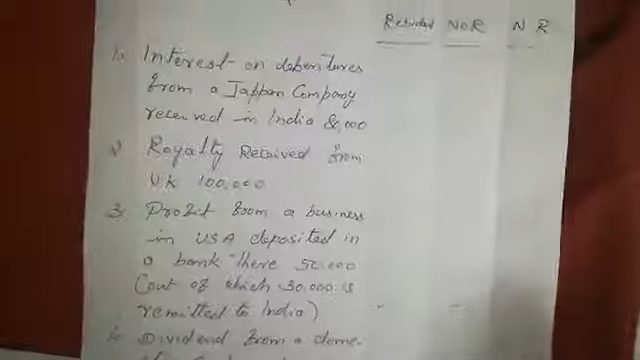 Resident NOR NR
1. Interest on debentures
from a Jappan Company
received in India 80,000
2) Royalty Received from
UK 100,000
3. Profit from a business
in USA deposited in
a bank there 50,000
(out of which 30,000 is
remitted to India)
4. Dividend from a dome-